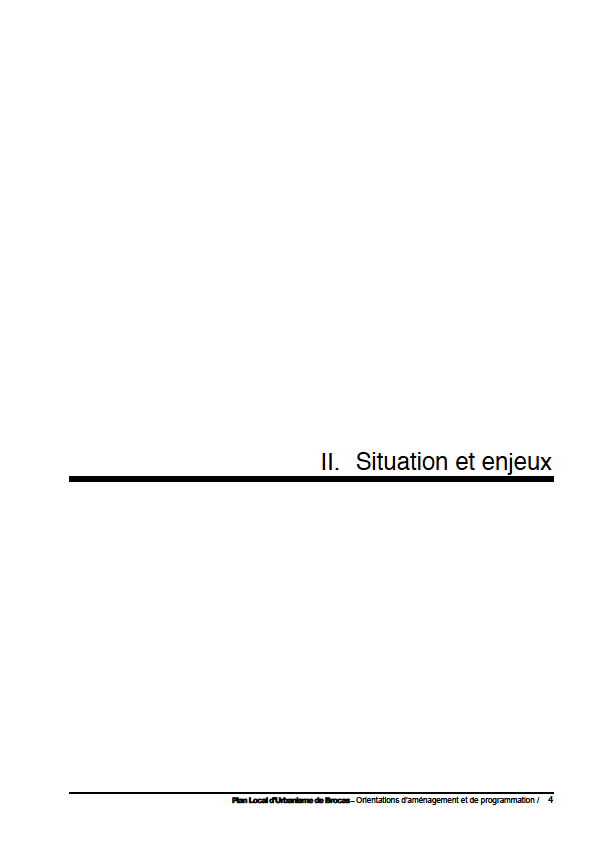 II. Situation et enjeux
Plan Local d'Urbanisme de Brocas – Orientations d'aménagement et de programmation / 4